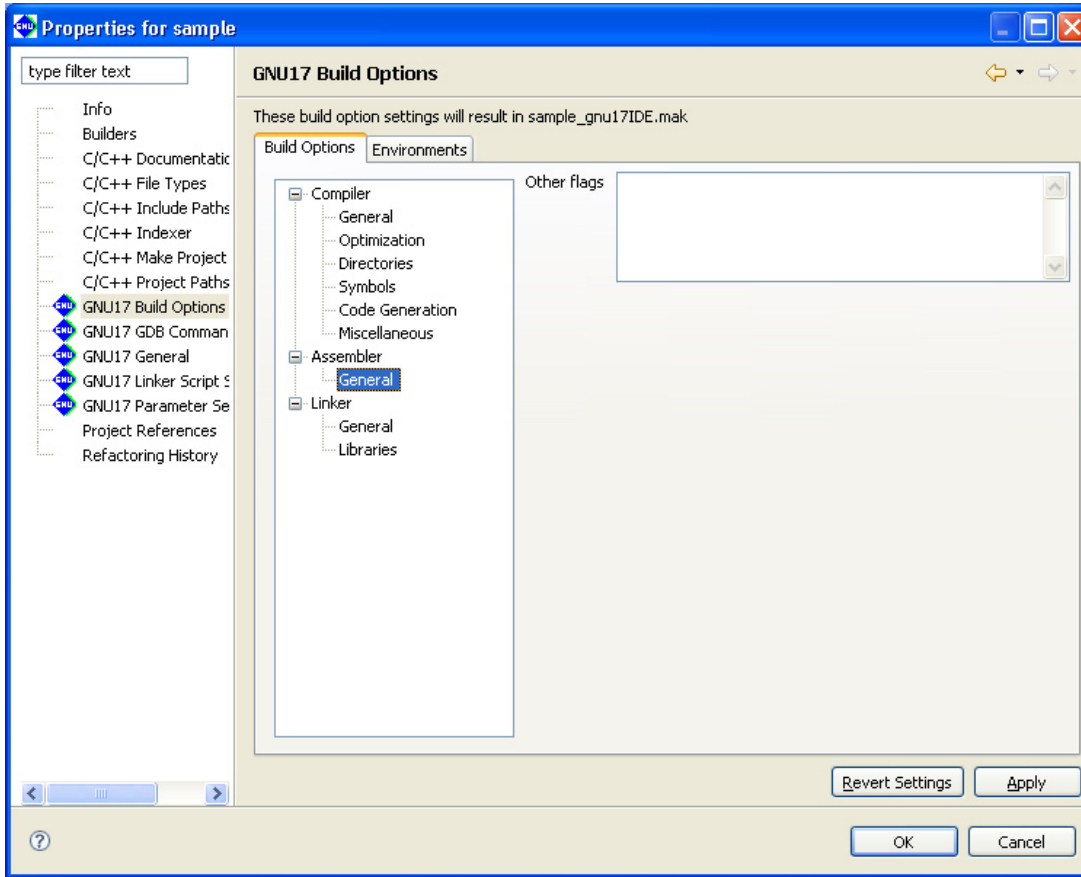 Properties for sample
type filter text
Info
Builders
C/C++ Documentatic
C/C++ File Types
C/C++ Include Paths
C/C++ Indexer
C/C++ Make Project
C/C++ Project Paths
GNU17 Build Options
GNU17 GDB Comman
GNU17 General
GNU17 Linker Script S
GNU17 Parameter Se
Project References
Refactoring History
GNU17 Build Options
These build option settings will result in sample_gnu17IDE.mak
Build Options
Environments
Compiler
General
Optimization
Directories
Symbols
Code Generation
Miscellaneous
Assembler
General
Linker
General
Libraries
Other flags
Revert Settings
Apply
OK
Cancel